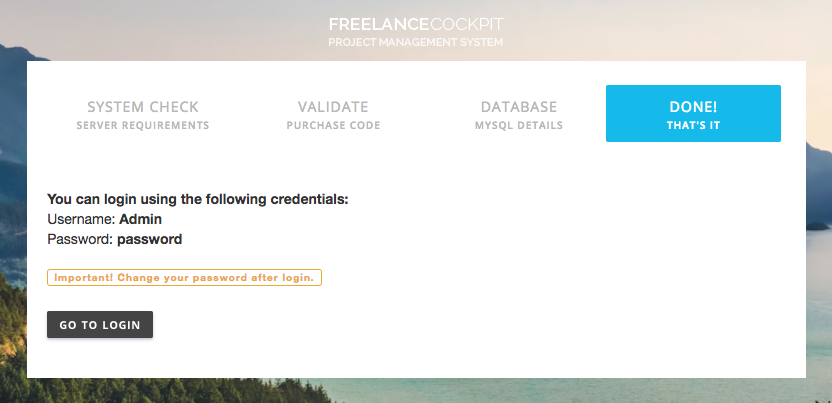 FREELANCECOCKPIT
PROJECT MANAGEMENT SYSTEM
SYSTEM CHECK
SERVER REQUIREMENTS
VALIDATE
PURCHASE CODE
DATABASE
MYSQL DETAILS
DONE!
THAT'S IT
You can login using the following credentials:
Username: Admin
Password: password
Important! Change your password after login.
GO TO LOGIN